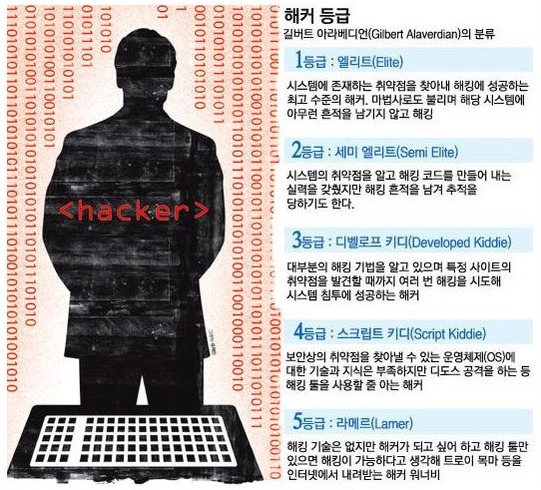 해커 등급
길버트 아라베디언(Gilbert Alaverdian)의 분류
1등급 : 엘리트(Elite)
시스템에 존재하는 취약점을 찾아내 해킹에 성공하는
최고 수준의 해커. 마법사로도 불리며 해당 시스템에
아무런 흔적을 남기지 않고 해킹
2등급 : 세미 엘리트(Semi Elite)
시스템의 취약점을 알고 해킹 코드를 만들어 내는
실력을 갖췄지만 해킹 흔적을 남겨 추적을
당하기도 한다.
<hacker>
3등급 : 디벨로프 키디(Developed Kiddie)
대부분의 해킹 기법을 알고 있으며 특정 사이트의
취약점을 발견할 때까지 여러 번 해킹을 시도해
시스템 침투에 성공하는 해커
4등급 : 스크립트 키디(Script Kiddie)
보안상의 취약점을 찾아낼 수 있는 운영체제(OS)에
대한 기술과 지식은 부족하지만 디도스 공격을 하는 등
해킹 툴을 사용할 줄 아는 해커
5등급 : 라메르(Lamer)
해킹 기술은 없지만 해커가 되고 싶어 하고 해킹 툴만
있으면 해킹이 가능하다고 생각해 트로이 목마 등을
인터넷에서 내려받는 해커 워너비